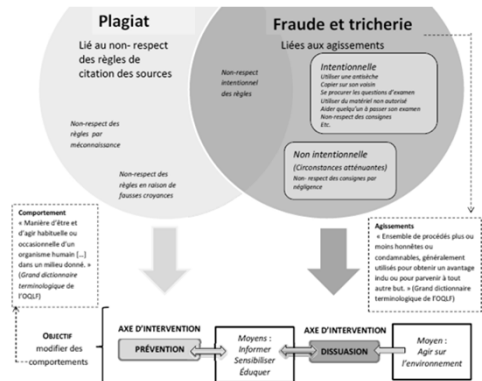 Plagiat
Lié au non- respect
des règles de
citation des sources
Non-respect des
règles par
méconnaissance
Non-respect des
règles en raison de
fausses croyances
Non-respect
intentionnel
des règles
Fraude et tricherie
Liées aux agissements
Intentionnelle
Utiliser une antisèche
Copier sur son voisin
Se procurer les questions d'examen
Utiliser du matériel non autorisé
Aider quelqu'un à passer son examen
Non-respect des consignes
Etc.
Non intentionnelle
(Circonstances atténuantes)
Non- respect des consignes par
négligence
Comportement
« Manière d'être et
d'agir habituelle ou
occasionnelle d'un
organisme humain [...]
dans un milieu donné. »
(Grand dictionnaire
terminologique de
l'OQLF)
Agissements
« Ensemble de procédés plus ou
moins honnêtes ou
condamnables, généralement
utilisés pour obtenir un avantage
indu ou pour parvenir à tout
autre but. » (Grand dictionnaire
terminologique de l'OQLF)
OBJECTIF
modifier des
comportements
AXE D'INTERVENTION
PRÉVENTION
Moyens :
Informer
Sensibiliser
Éduquer
AXE D'INTERVENTION
DISSUASION
Moyen :
Agir sur
l'environnement